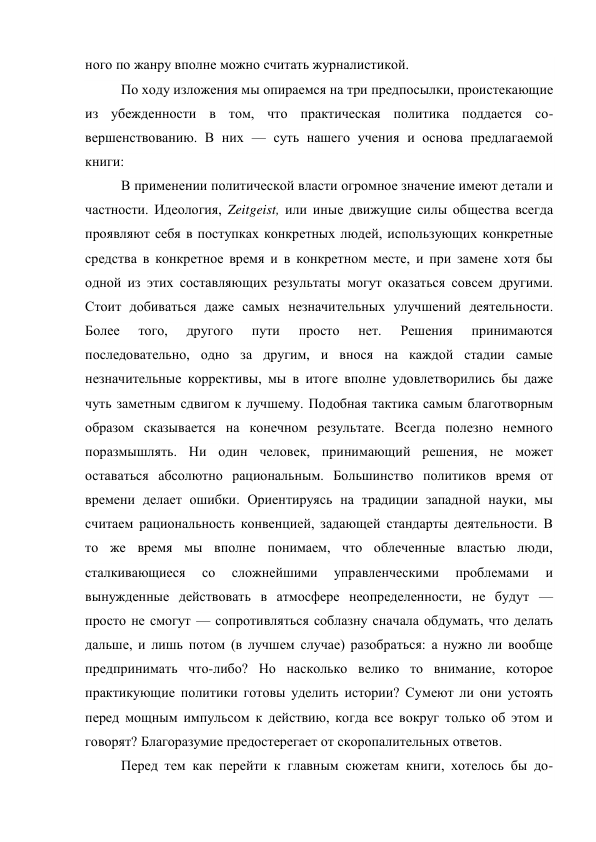 ного по жанру вполне можно считать журналистикой.
По ходу изложения мы опираемся на три предпосылки, проистекающие
из убежденности в том, что практическая политика поддается со-
вершенствованию. В них — суть нашего учения и основа предлагаемой
книги:
В применении политической власти огромное значение имеют детали и
частности. Идеология, Zeitgeist, или иные движущие силы общества всегда
проявляют себя в поступках конкретных людей, использующих конкретные
средства в конкретное время и в конкретном месте, и при замене хотя бы
одной из этих составляющих результаты могут оказаться совсем другими.
Стоит добиваться даже самых незначительных улучшений деятельности.
Более того, другого пути просто нет. Решения принимаются
последовательно, одно за другим, и внося на каждой стадии самые
незначительные коррективы, мы в итоге вполне удовлетворились бы даже
чуть заметным сдвигом к лучшему. Подобная тактика самым благотворным
образом сказывается на конечном результате. Всегда полезно немного
поразмышлять. Ни один человек, принимающий решения, не может
оставаться абсолютно рациональным. Большинство политиков время от
времени делает ошибки. Ориентируясь на традиции западной науки, мы
считаем рациональность конвенцией, задающей стандарты деятельности. В
то же время мы вполне понимаем, что облеченные властью люди,
сталкивающиеся со сложнейшими управленческими проблемами и
вынужденные действовать в атмосфере неопределенности, не будут —
просто не смогут — сопротивляться соблазну сначала обдумать, что делать
дальше, и лишь потом (в лучшем случае) разобраться: а нужно ли вообще
предпринимать что-либо? Но насколько велико то внимание, которое
практикующие политики готовы уделить истории? Сумеют ли они устоять
перед мощным импульсом к действию, когда все вокруг только об этом и
говорят? Благоразумие предостерегает от скоропалительных ответов.
Перед тем как перейти к главным сюжетам книги, хотелось бы до-